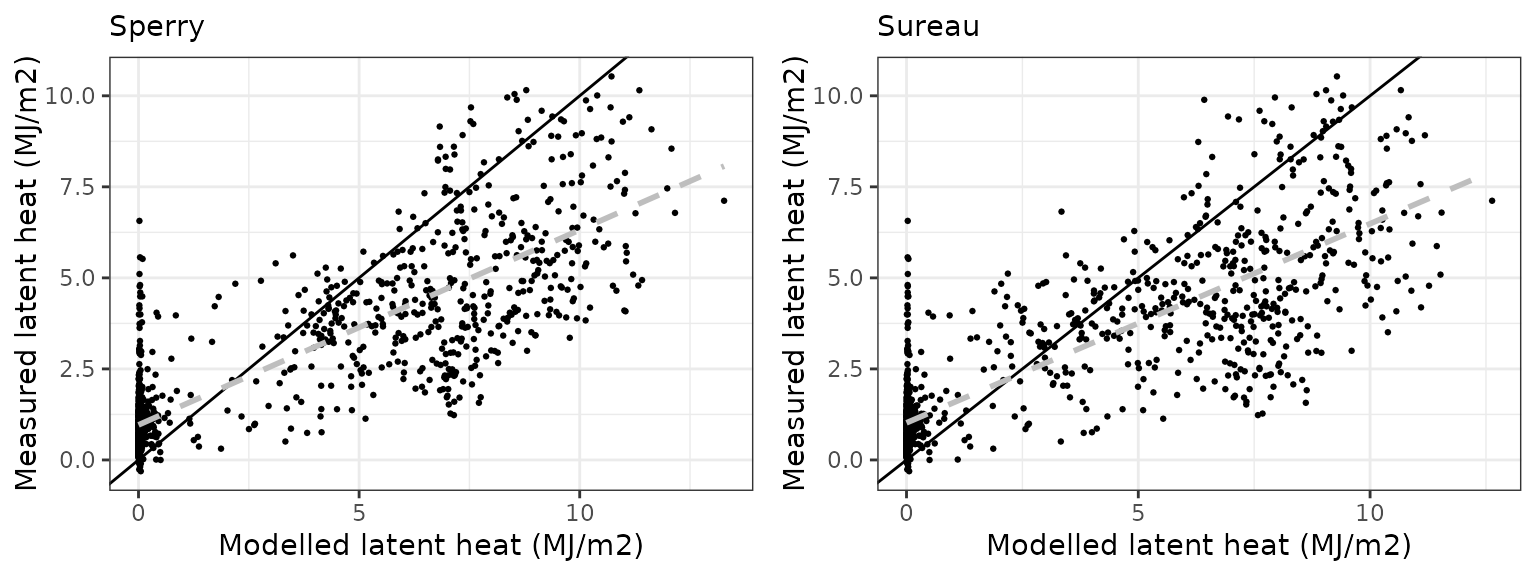 Sperry
Measured latent heat (MJ/m2)
10.0
7.5
5.0
2.5
0.0
0
5
10
Modelled latent heat (MJ/m2)
Sureau
Measured latent heat (MJ/m2)
10.0
7.5
5.0
2.5
0.0
0
5
10
Modelled latent heat (MJ/m2)